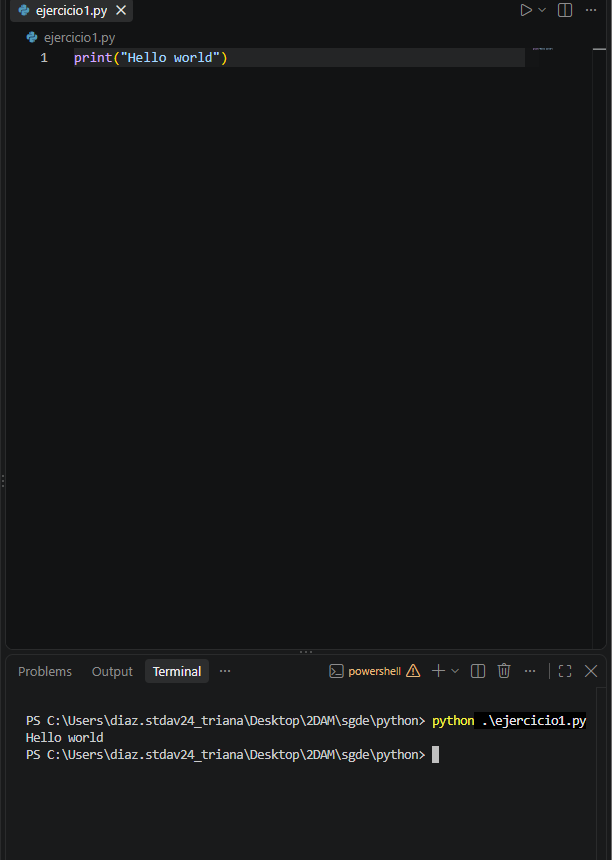 ejercicio1.py
ejercicio1.py
1 print("Hello world")
Problems Output Terminal ··· powershell
PS C:\Users\diaz.stdav24_triana\Desktop\2DAM\sgde\python> python .\ejercicio1.py
Hello world
PS C:\Users\diaz.stdav24_triana\Desktop\2DAM\sgde\python>